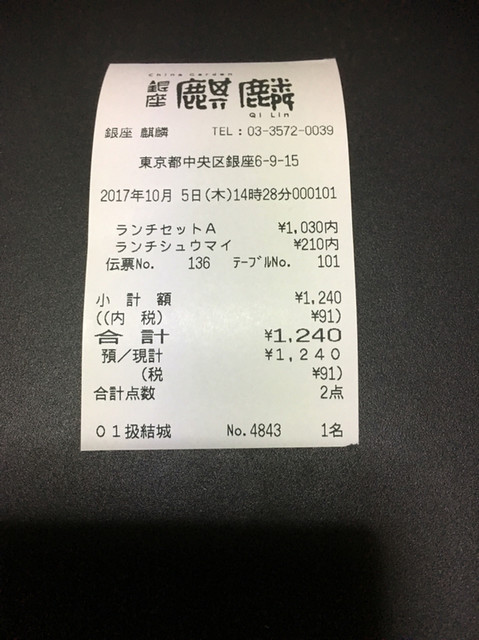 China Garden
銀座 麒麟
Qi Lin
銀座 麒麟 TEL:03-3572-0039
東京都中央区銀座6-9-15
2017年10月 5日(木)14時28分000101
ランチセットA ¥1,030内
ランチシュウマイ ¥210内
伝票No. 136 テーブルNo. 101
小 計 額 ¥1,240
((内 税) ¥91)
合 計 ¥1,240
預/現計 ¥1,240
(税 ¥91)
合計点数 2点
01扱結城 No.4843 1名